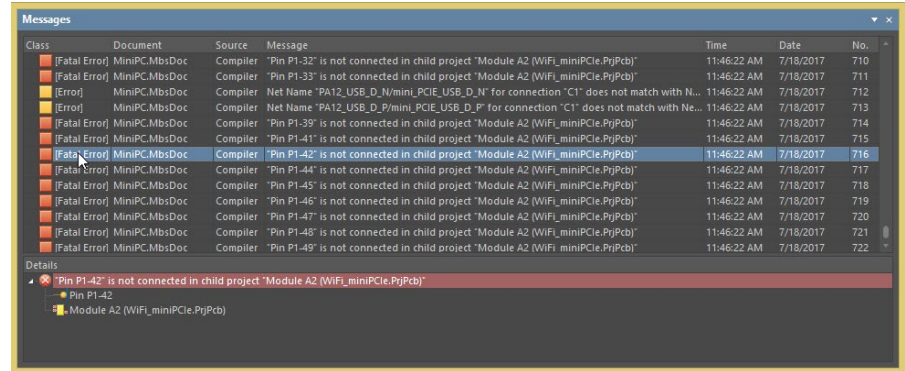 Messages
Class Document Source Message Time Date No.
[Fatal Error] MiniPC.MbsDoc Compiler "Pin P1-32" is not connected in child project "Module A2 (WiFi_miniPCIe.PrjPcb)" 11:46:22 AM 7/18/2017 710
[Fatal Error] MiniPC.MbsDoc Compiler "Pin P1-33" is not connected in child project "Module A2 (WiFi_miniPCIe.PrjPcb)" 11:46:22 AM 7/18/2017 711
[Error] MiniPC.MbsDoc Compiler Net Name "PA12_USB_D_N/mini_PCIE_USB_D_N" for connection "C1" does not match with N... 11:46:22 AM 7/18/2017 712
[Error] MiniPC.MbsDoc Compiler Net Name "PA12_USB_D_P/mini_PCIE_USB_D_P" for connection "C1" does not match with Ne... 11:46:22 AM 7/18/2017 713
[Fatal Error] MiniPC.MbsDoc Compiler "Pin P1-39" is not connected in child project "Module A2 (WiFi_miniPCIe.PrjPcb)" 11:46:22 AM 7/18/2017 714
[Fatal Error] MiniPC.MbsDoc Compiler "Pin P1-41" is not connected in child project "Module A2 (WiFi_miniPCIe.PrjPcb)" 11:46:22 AM 7/18/2017 715
[Fatal Error] MiniPC.MbsDoc Compiler "Pin P1-42" is not connected in child project "Module A2 (WiFi_miniPCIe.PrjPcb)" 11:46:22 AM 7/18/2017 716
[Fatal Error] MiniPC.MbsDoc Compiler "Pin P1-44" is not connected in child project "Module A2 (WiFi_miniPCIe.PrjPcb)" 11:46:22 AM 7/18/2017 717
[Fatal Error] MiniPC.MbsDoc Compiler "Pin P1-45" is not connected in child project "Module A2 (WiFi_miniPCIe.PrjPcb)" 11:46:22 AM 7/18/2017 718
[Fatal Error] MiniPC.MbsDoc Compiler "Pin P1-46" is not connected in child project "Module A2 (WiFi_miniPCIe.PrjPcb)" 11:46:22 AM 7/18/2017 719
[Fatal Error] MiniPC.MbsDoc Compiler "Pin P1-47" is not connected in child project "Module A2 (WiFi_miniPCIe.PrjPcb)" 11:46:22 AM 7/18/2017 720
[Fatal Error] MiniPC.MbsDoc Compiler "Pin P1-48" is not connected in child project "Module A2 (WiFi_miniPCIe.PrjPcb)" 11:46:22 AM 7/18/2017 721
[Fatal Error] MiniPC.MbsDoc Compiler "Pin P1-49" is not connected in child project "Module A2 (WiFi_miniPCIe.PrjPcb)" 11:46:22 AM 7/18/2017 722
Details
"Pin P1-42" is not connected in child project "Module A2 (WiFi_miniPCIe.PrjPcb)"
Pin P1-42
Module A2 (WiFi_miniPCIe.PrjPcb)